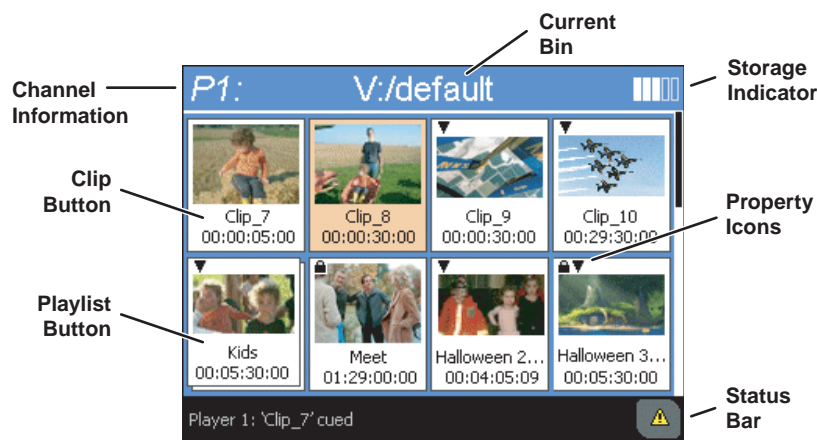 Current
Bin
Channel
Information
P1:
V:/default
Storage
Indicator
Clip
Button
Clip_7
00:00:05:00
Clip_8
00:00:30:00
Clip_9
00:00:30:00
Clip_10
00:29:30:00
Property
Icons
Playlist
Button
Kids
00:05:30:00
Meet
01:29:00:00
Halloween 2...
00:04:05:09
Halloween 3...
00:05:30:00
Player 1: 'Clip_7' cued
Status
Bar